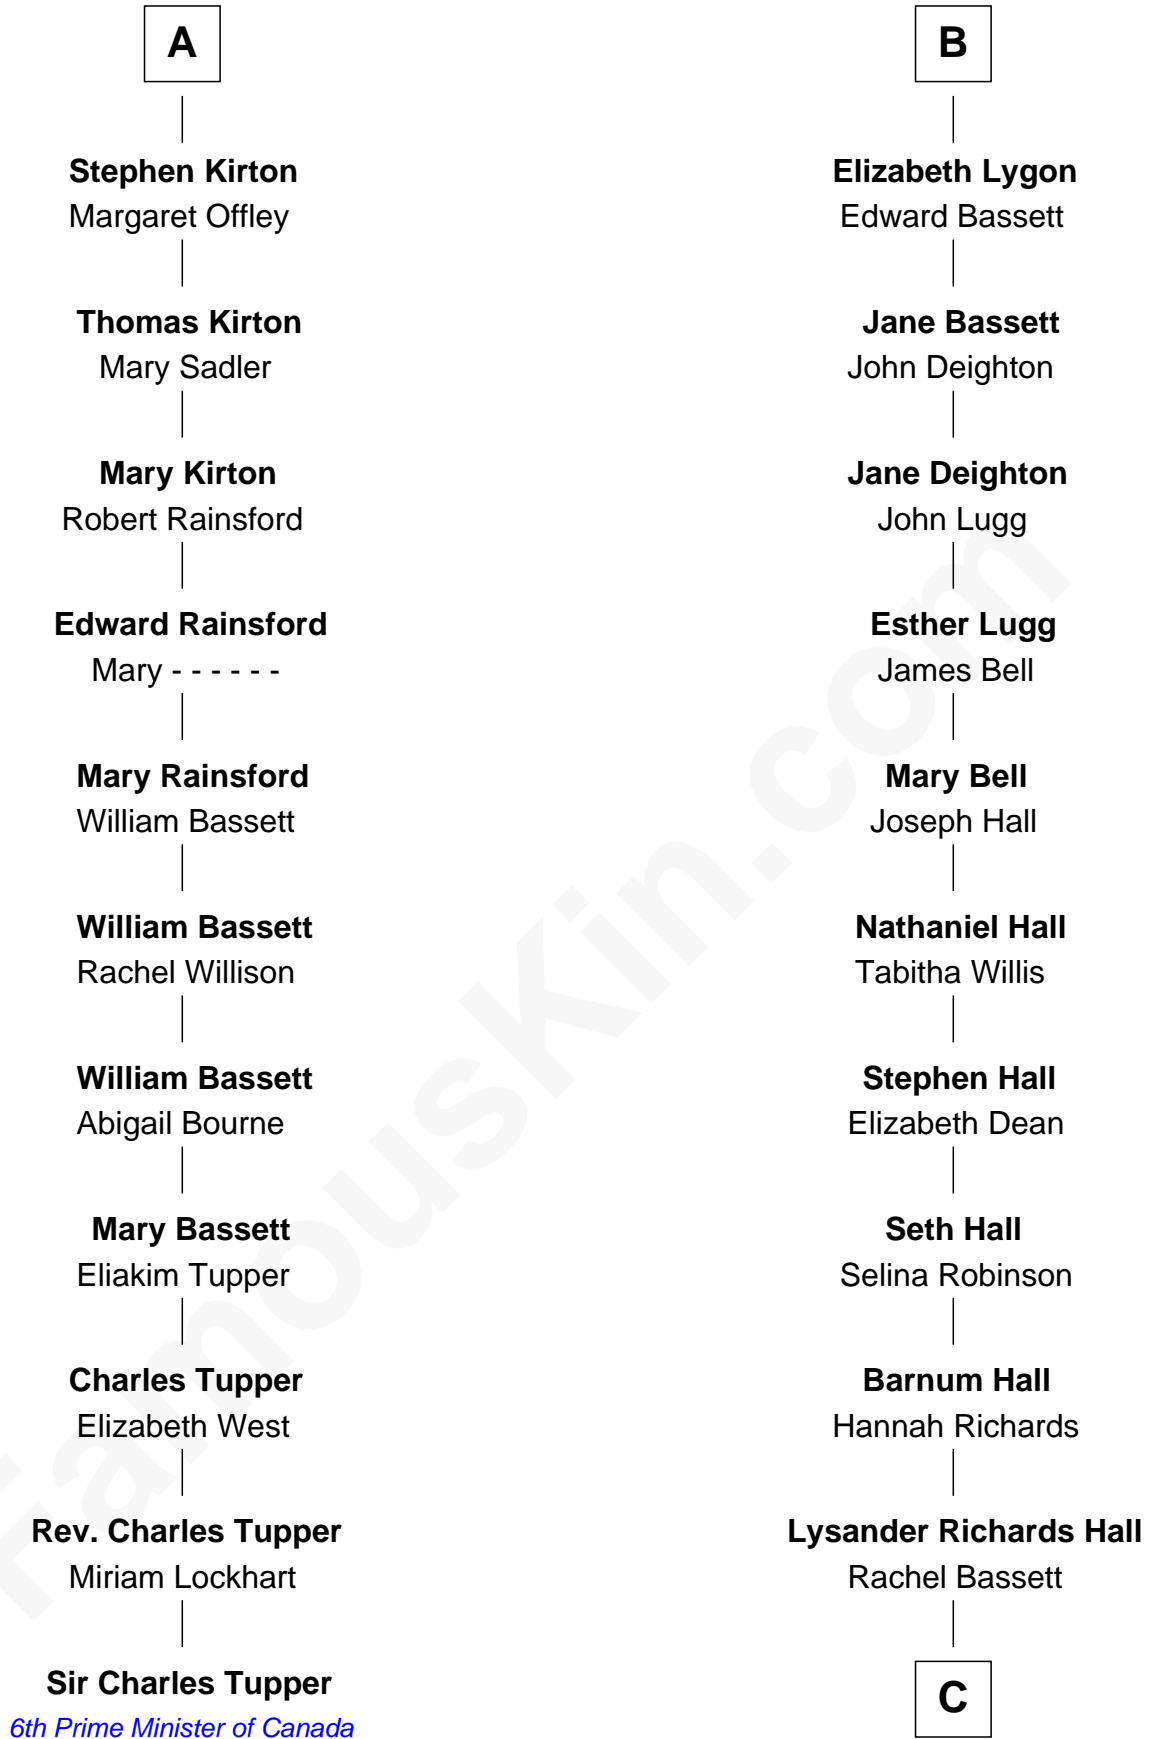 A
Stephen Kirton
Margaret Offley
Thomas Kirton
Mary Sadler
Mary Kirton
Robert Rainsford
Edward Rainsford
Mary - - - - - -
Mary Rainsford
William Bassett
William Bassett
Rachel Willison
William Bassett
Abigail Bourne
Mary Bassett
Eliakim Tupper
Charles Tupper
Elizabeth West
Rev. Charles Tupper
Miriam Lockhart
Sir Charles Tupper
6th Prime Minister of Canada
B
Elizabeth Lygon
Edward Bassett
Jane Bassett
John Deighton
Jane Deighton
John Lugg
Esther Lugg
James Bell
Mary Bell
Joseph Hall
Nathaniel Hall
Tabitha Willis
Stephen Hall
Elizabeth Dean
Seth Hall
Selina Robinson
Barnum Hall
Hannah Richards
Lysander Richards Hall
Rachel Bassett
C
FamousKin.com